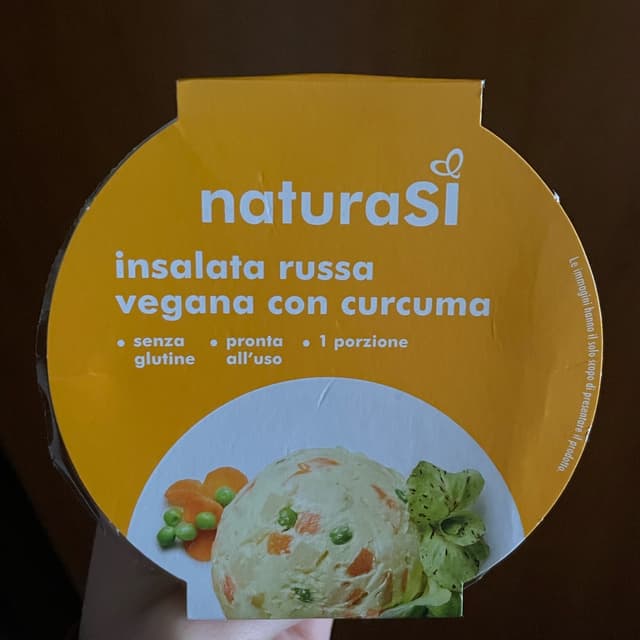 naturasì
insalata russa
vegana con curcuma
• senza glutine
• pronta all'uso
• 1 porzione
Le immagini hanno il solo scopo di presentare il prodotto.